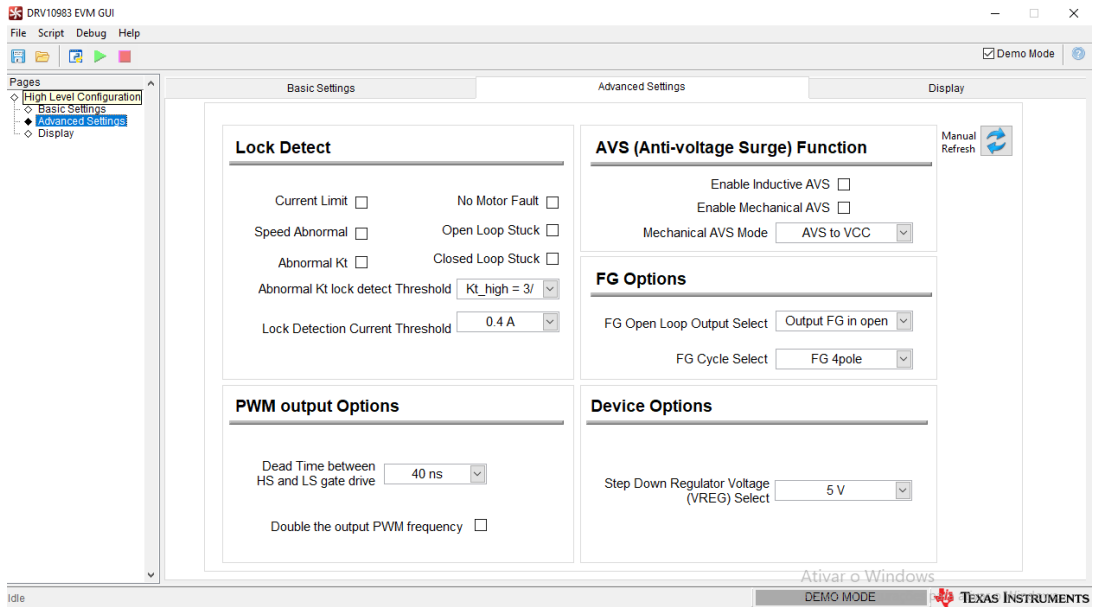 DRV10983 EVM GUI
File Script Debug Help
Demo Mode
Pages
High Level Configuration
Basic Settings
Advanced Settings
Display
Basic Settings
Advanced Settings
Display
Manual
Refresh
Lock Detect
Current Limit
No Motor Fault
Speed Abnormal
Open Loop Stuck
Abnormal Kt
Closed Loop Stuck
Abnormal Kt lock detect Threshold
Kt_high = 3/
Lock Detection Current Threshold
0.4 A
AVS (Anti-voltage Surge) Function
Enable Inductive AVS
Enable Mechanical AVS
Mechanical AVS Mode
AVS to VCC
FG Options
FG Open Loop Output Select
Output FG in open
FG Cycle Select
FG 4pole
PWM output Options
Dead Time between
HS and LS gate drive
40 ns
Double the output PWM frequency
Device Options
Step Down Regulator Voltage
(VREG) Select
5 V
Ativar o Windows
Idle
DEMO MODE
TEXAS INSTRUMENTS